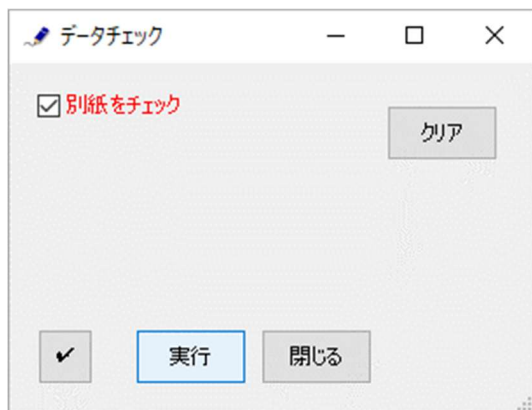 データチェック
別紙をチェック
クリア
実行
閉じる